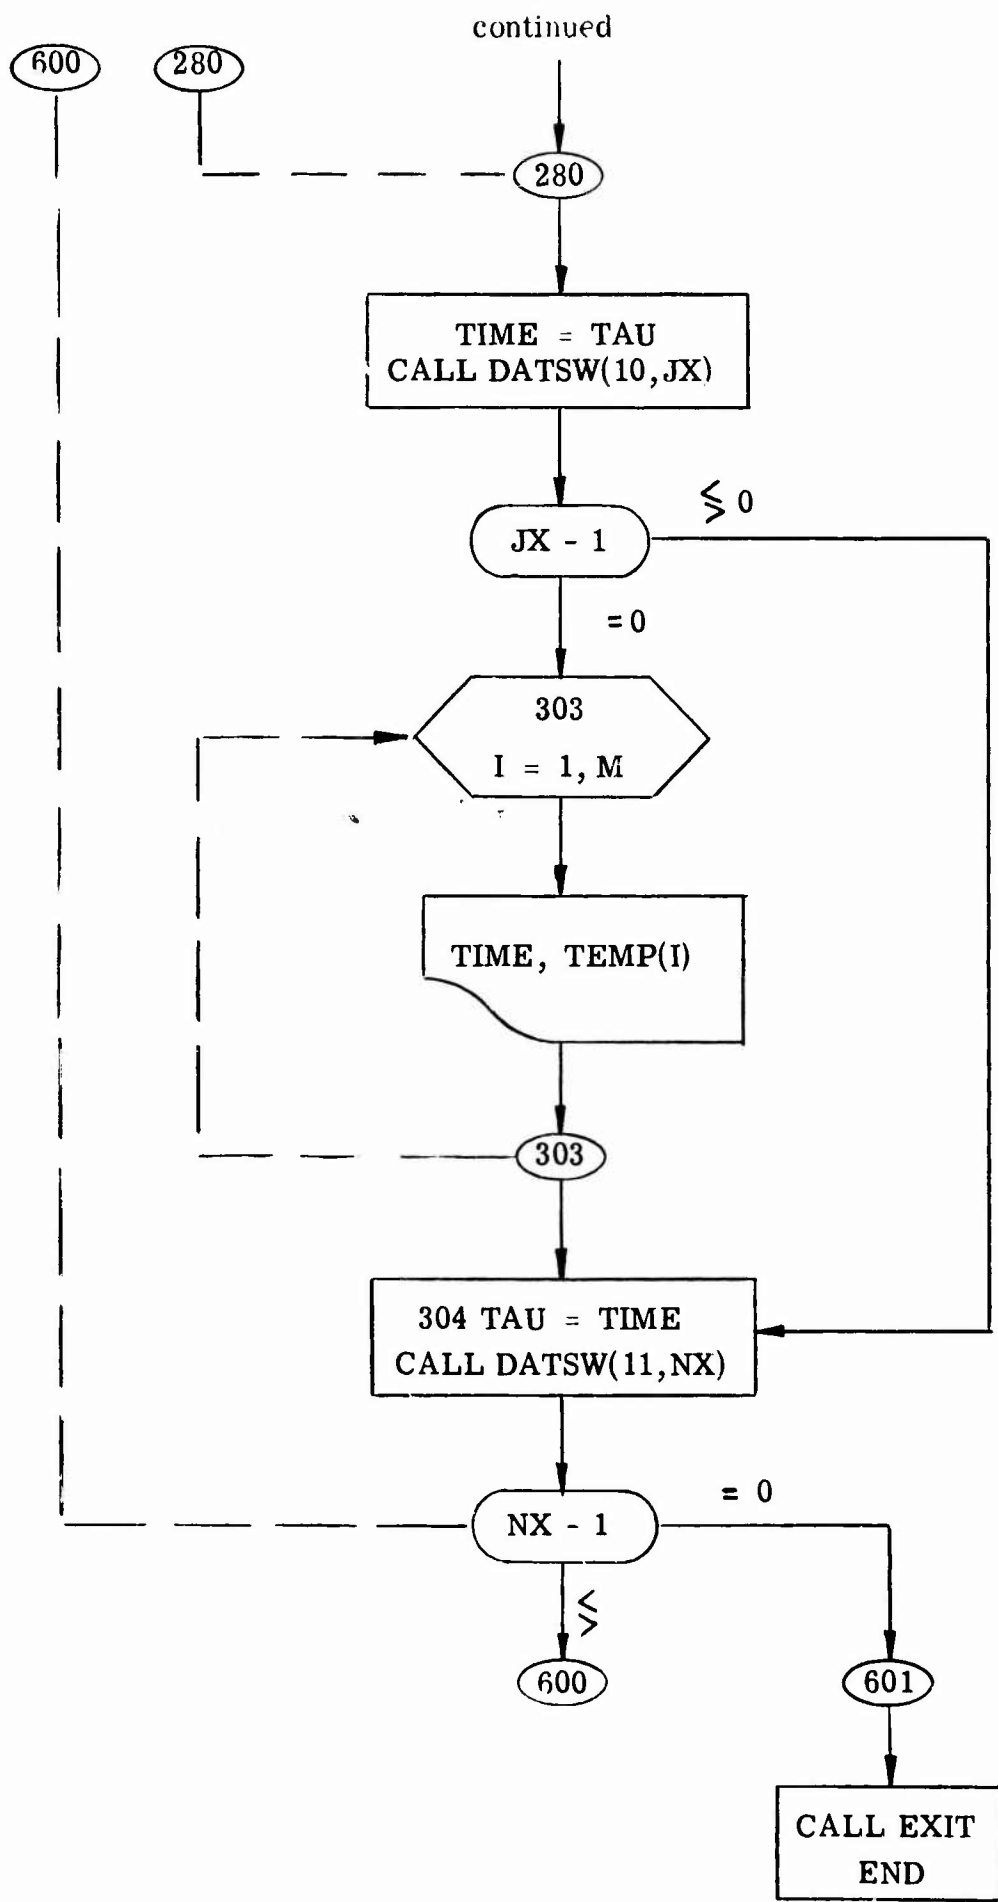 continued
600
280
280
TIME = TAU
CALL DATSW(10,JX)
≶ 0
JX - 1
= 0
303
I = 1, M
TIME, TEMP(I)
303
304 TAU = TIME
CALL DATSW(11,NX)
= 0
NX - 1
≶
600
601
CALL EXIT
END